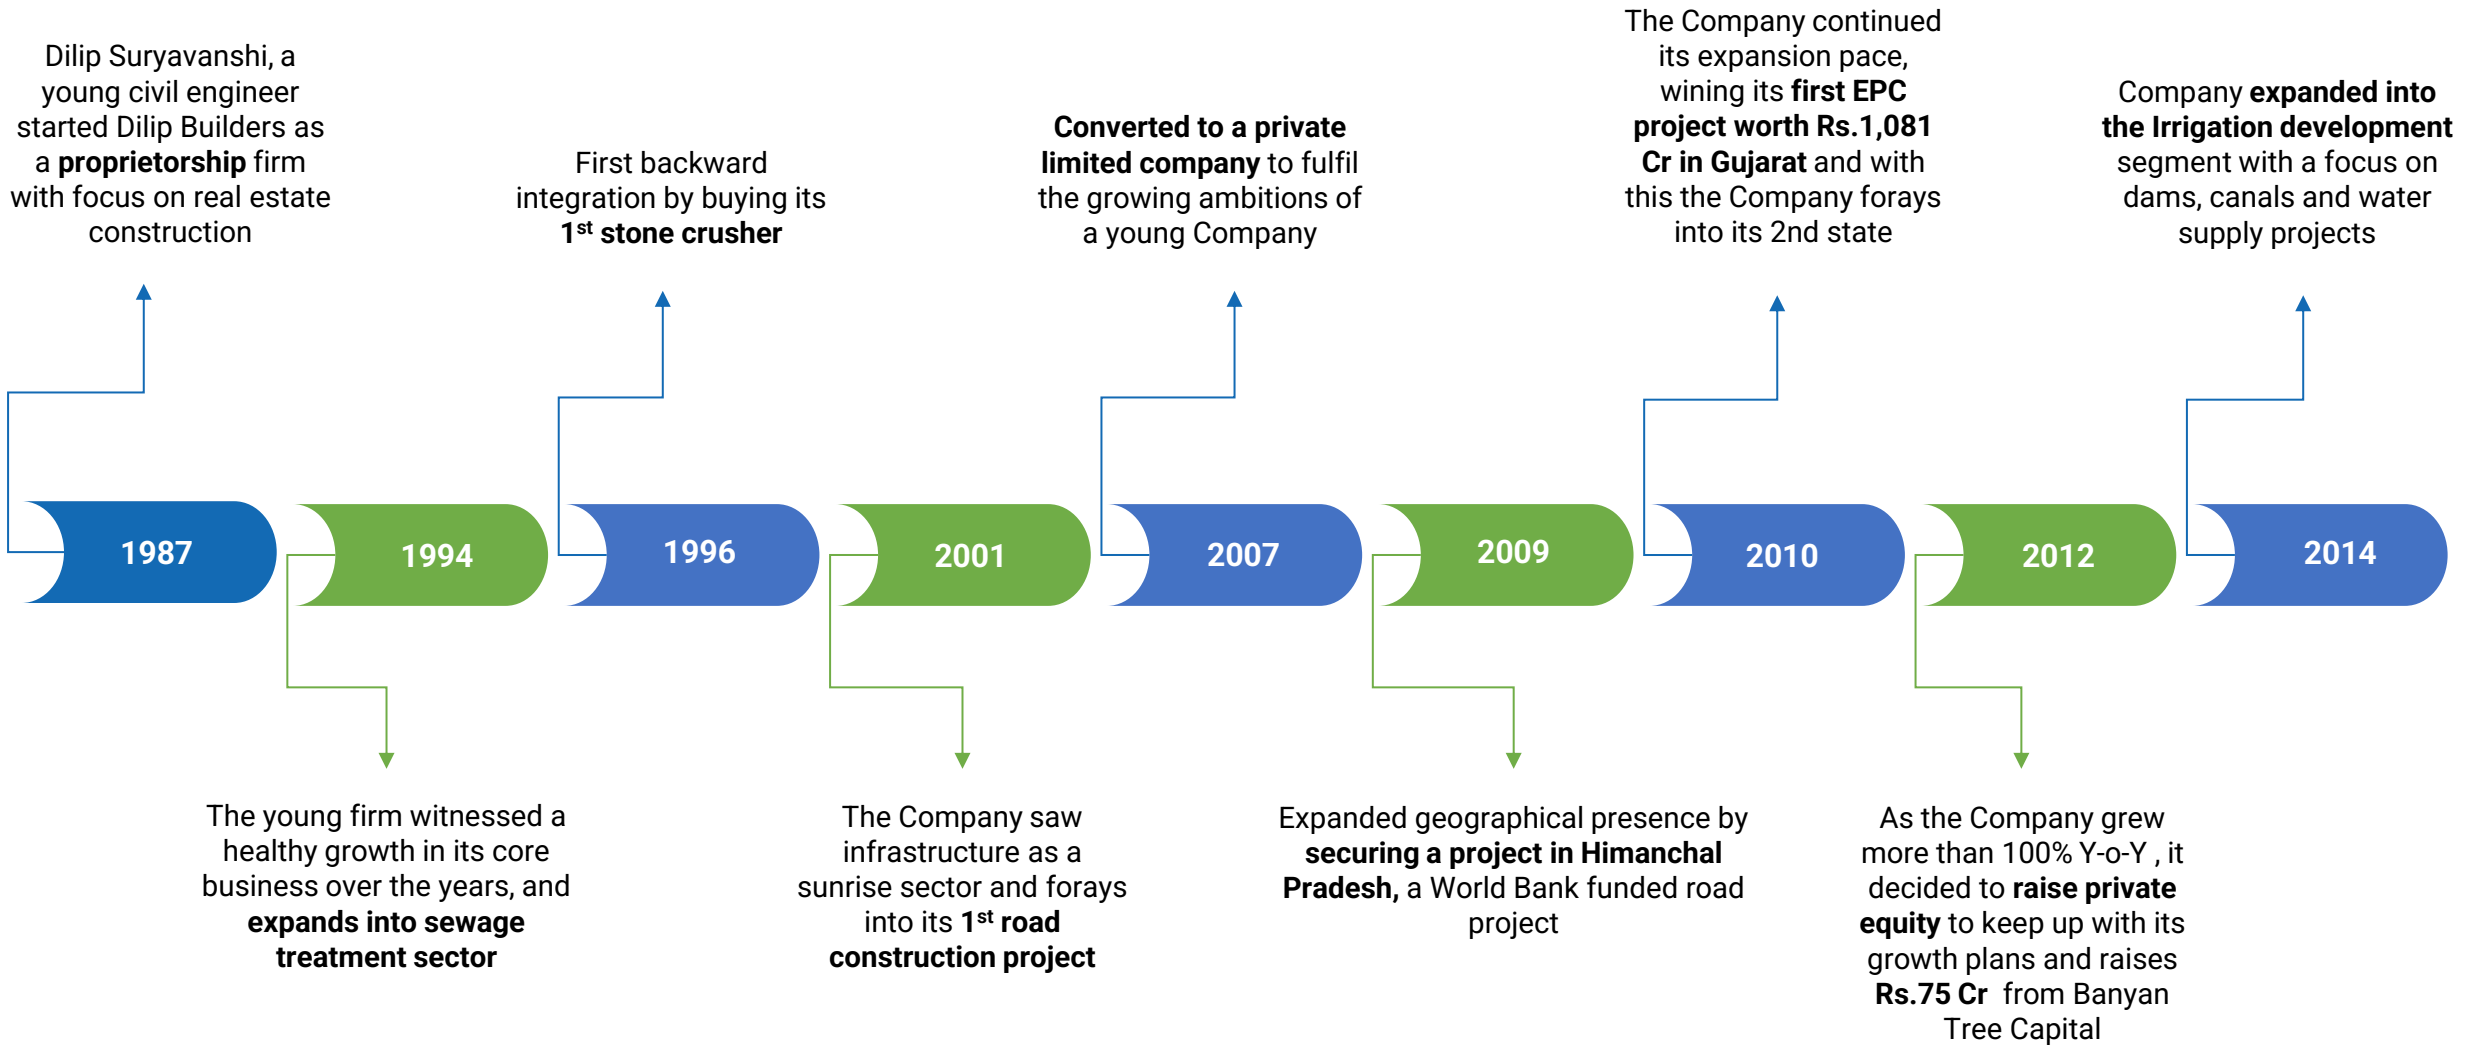 Dilip Suryavanshi, a
young civil engineer
started Dilip Builders as
a proprietorship firm
with focus on real estate
construction
First backward
integration by buying its
1st stone crusher
Converted to a private
limited company to fulfil
the growing ambitions of
a young Company
The Company continued
its expansion pace,
wining its first EPC
project worth Rs.1,081
Cr in Gujarat and with
this the Company forays
into its 2nd state
Company expanded into
the Irrigation development
segment with a focus on
dams, canals and water
supply projects
1987
1994
1996
2001
2007
2009
2010
2012
2014
The young firm witnessed a
healthy growth in its core
business over the years, and
expands into sewage
treatment sector
The Company saw
infrastructure as a
sunrise sector and forays
into its 1st road
construction project
Expanded geographical presence by
securing a project in Himanchal
Pradesh, a World Bank funded road
project
As the Company grew
more than 100% Y-o-Y , it
decided to raise private
equity to keep up with its
growth plans and raises
Rs.75 Cr from Banyan
Tree Capital